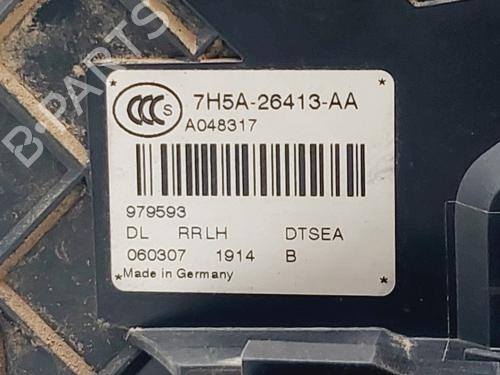 CCC S
7H5A-26413-AA
A048317
979593
DL RRLH DTSEA
060307 1914 B
Made in Germany
B-PARTS